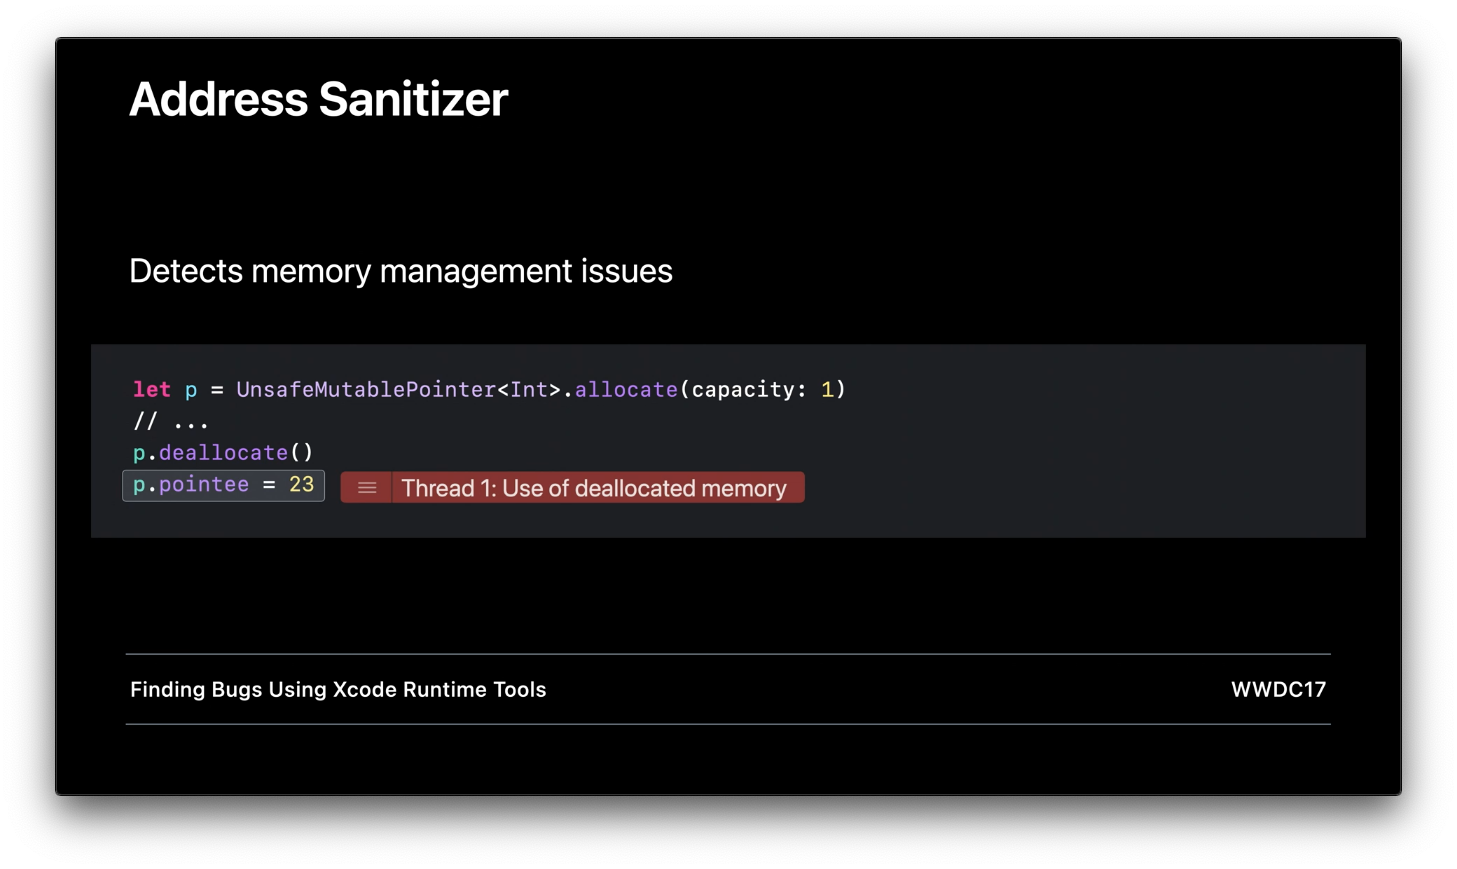 Address Sanitizer
Detects memory management issues
let p = UnsafeMutablePointer<Int>.allocate(capacity: 1)
// ...
p.deallocate()
p.pointee = 23 Thread 1: Use of deallocated memory
Finding Bugs Using Xcode Runtime Tools WWDC17